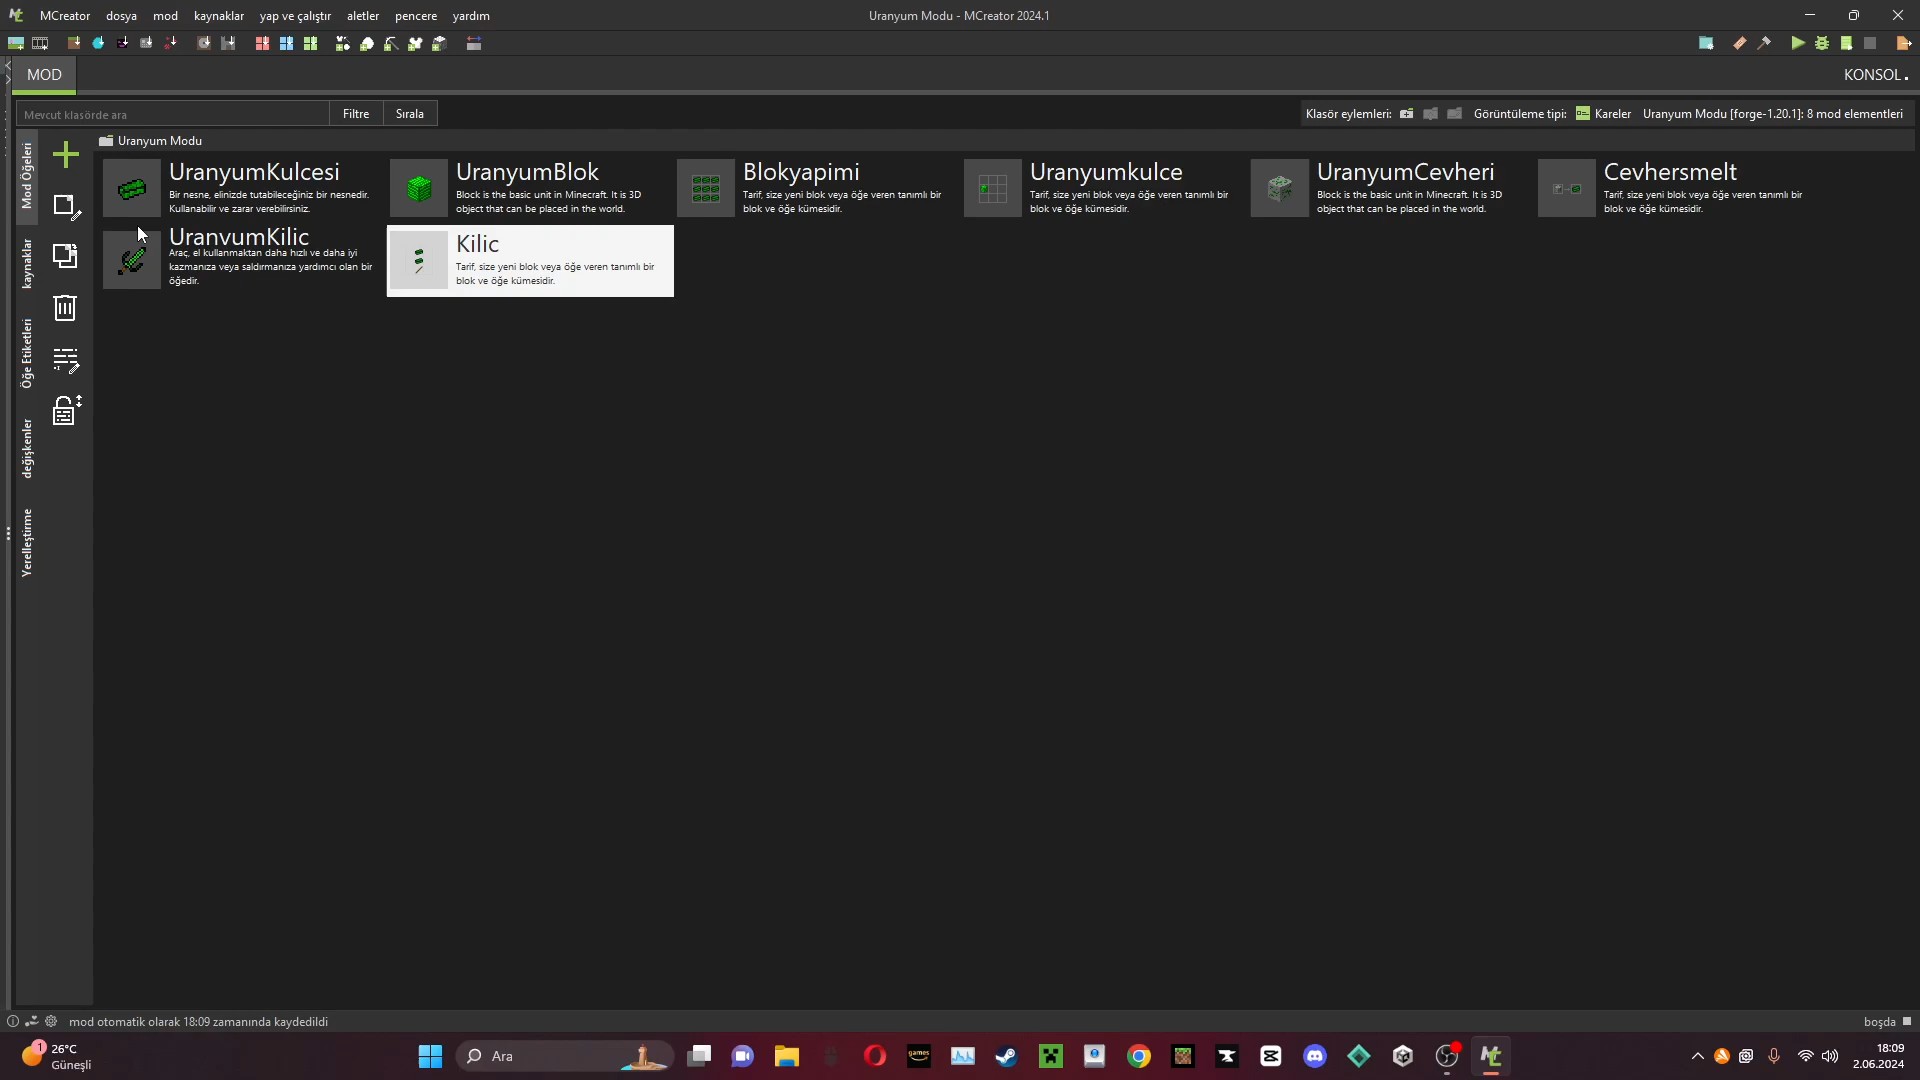 MCreator dosya mod kaynaklar yap ve çalıştır aletler pencere yardım
Uranyum Modu - MCreator 2024.1
MOD
KONSOL
Mevcut klasörde ara
Filtre
Sırala
Klasör eylemleri:
Görüntüleme tipi:
Kareler
Uranyum Modu [forge-1.20.1]: 8 mod elementleri
Uranyum Modu
Mod Öğeleri
kaynaklar
Öğe Etiketleri
değişkenler
Yerelleştirme
UranyumKulcesi
Bir nesne, elinizde tutabileceğiniz bir nesnedir.
Kullanabilir ve zarar verebilirsiniz.
UranyumBlok
Block is the basic unit in Minecraft. It is 3D
object that can be placed in the world.
Blokyapimi
Tarif, size yeni blok veya öğe veren tanımlı bir
blok ve öğe kümesidir.
Uranyumkulce
Tarif, size yeni blok veya öğe veren tanımlı bir
blok ve öğe kümesidir.
UranyumCevheri
Block is the basic unit in Minecraft. It is 3D
object that can be placed in the world.
Cevhersmelt
Tarif, size yeni blok veya öğe veren tanımlı bir
blok ve öğe kümesidir.
UranyumKilic
Araç, el kullanmaktan daha hızlı ve daha iyi
kazmanıza veya saldırmanıza yardımcı olan bir
öğedir.
Kilic
Tarif, size yeni blok veya öğe veren tanımlı bir
blok ve öğe kümesidir.
mod otomatik olarak 18:09 zamanında kaydedildi
boşda
1
26°C
Güneşli
Ara
games
18:09
2.06.2024